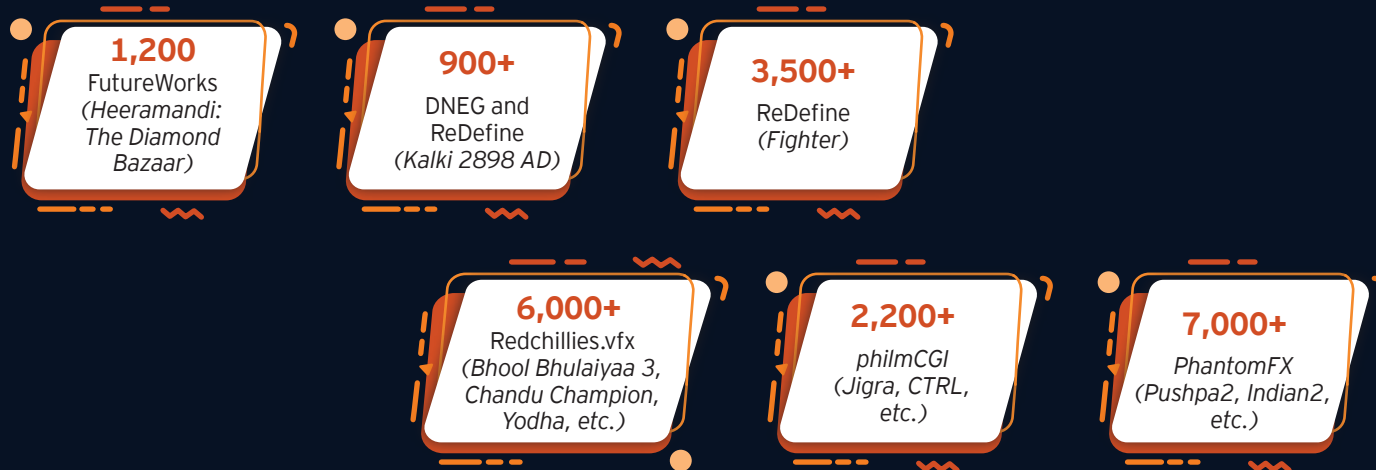 1,200
FutureWorks
(Heeramandi:
The Diamond
Bazaar)
900+
DNEG and
ReDefine
(Kalki 2898 AD)
3,500+
ReDefine
(Fighter)
6,000+
Redchillies.vfx
(Bhool Bhulaiyaa 3,
Chandu Champion,
Yodha, etc.)
2,200+
philmCGI
(Jigra, CTRL,
etc.)
7,000+
PhantomFX
(Pushpa2, Indian2,
etc.)